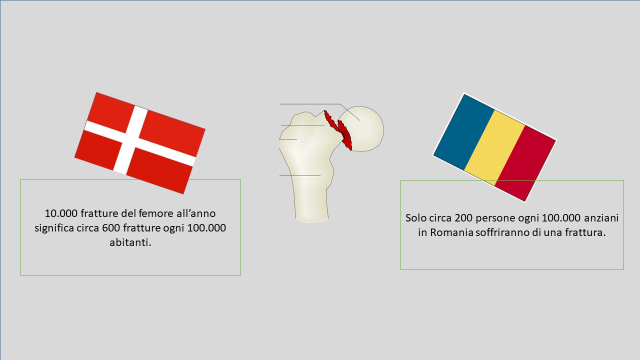 10.000 fratture del femore all'anno
significa circa 600 fratture ogni 100.000
abitanti.
Solo circa 200 persone ogni 100.000 anziani
in Romania soffriranno di una frattura.